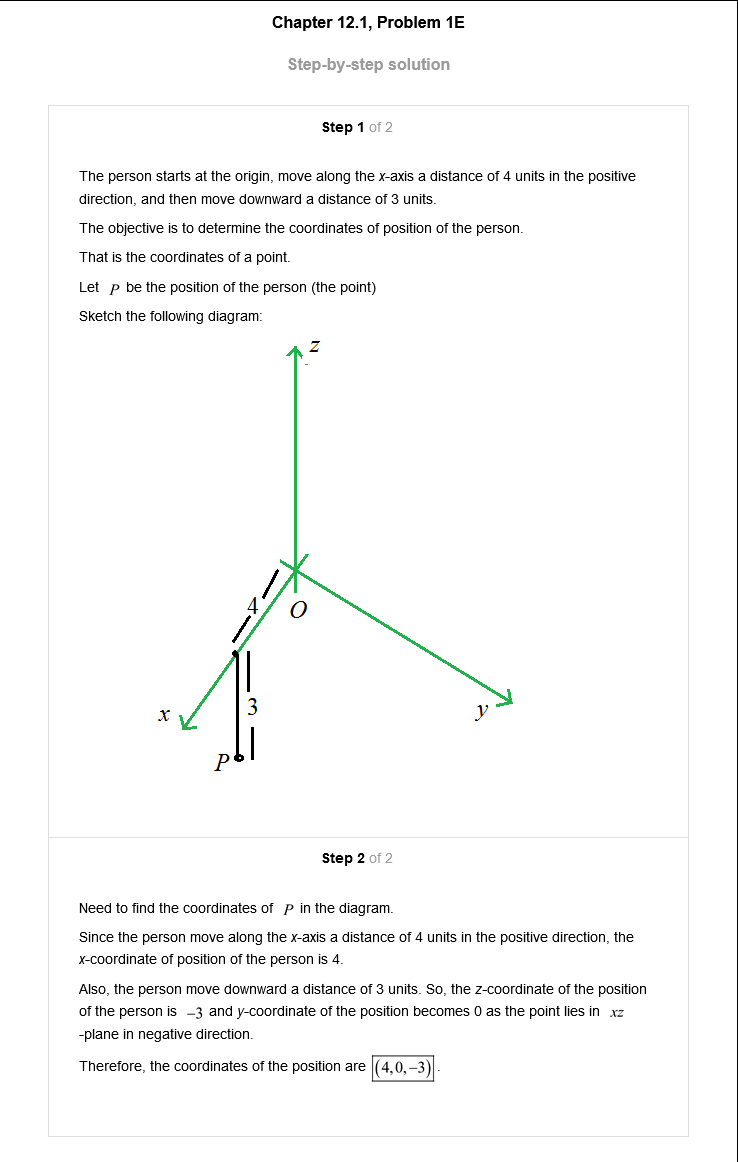 Chapter 12.1, Problem 1E
Step-by-step solution
Step 1 of 2
The person starts at the origin, move along the x-axis a distance of 4 units in the positive
direction, and then move downward a distance of 3 units.
The objective is to determine the coordinates of position of the person.
That is the coordinates of a point.
Let P be the position of the person (the point)
Sketch the following diagram:
z
4
O
x
3
y
P
Step 2 of 2
Need to find the coordinates of P in the diagram.
Since the person move along the x-axis a distance of 4 units in the positive direction, the
x-coordinate of position of the person is 4.
Also, the person move downward a distance of 3 units. So, the z-coordinate of the position
of the person is −3 and y-coordinate of the position becomes 0 as the point lies in xz
-plane in negative direction.
Therefore, the coordinates of the position are (4,0,−3).